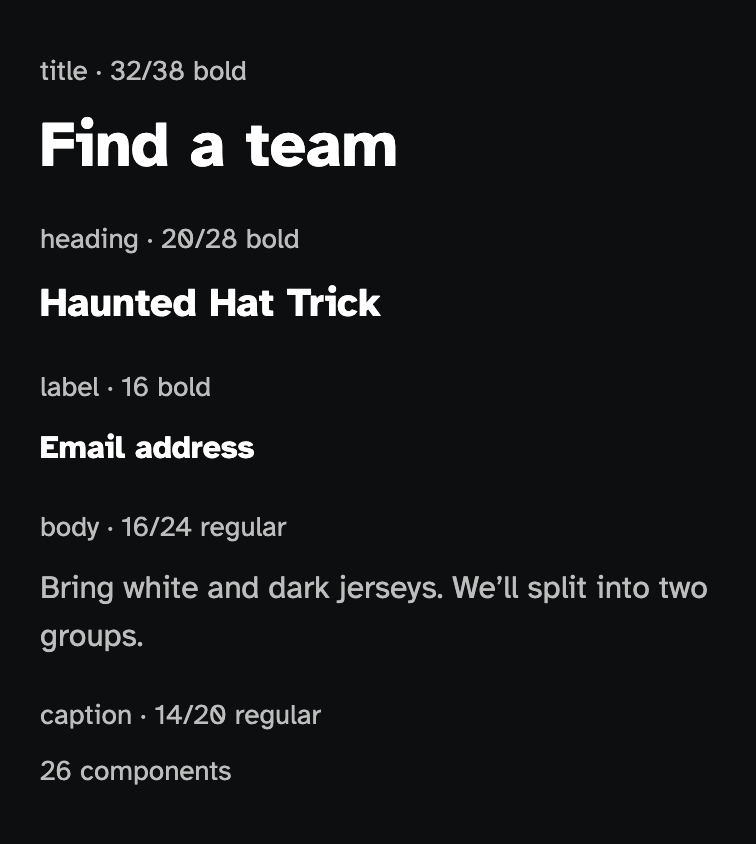 title · 32/38 bold
Find a team
heading · 20/28 bold
Haunted Hat Trick
label · 16 bold
Email address
body · 16/24 regular
Bring white and dark jerseys. We’ll split into two
groups.
caption · 14/20 regular
26 components